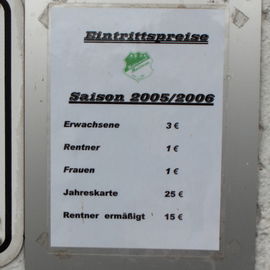 Eintrittspreise
Saison 2005/2006
Erwachsene 3 €
Rentner 1 €
Frauen 1 €
Jahreskarte 25 €
Rentner ermäßigt 15 €